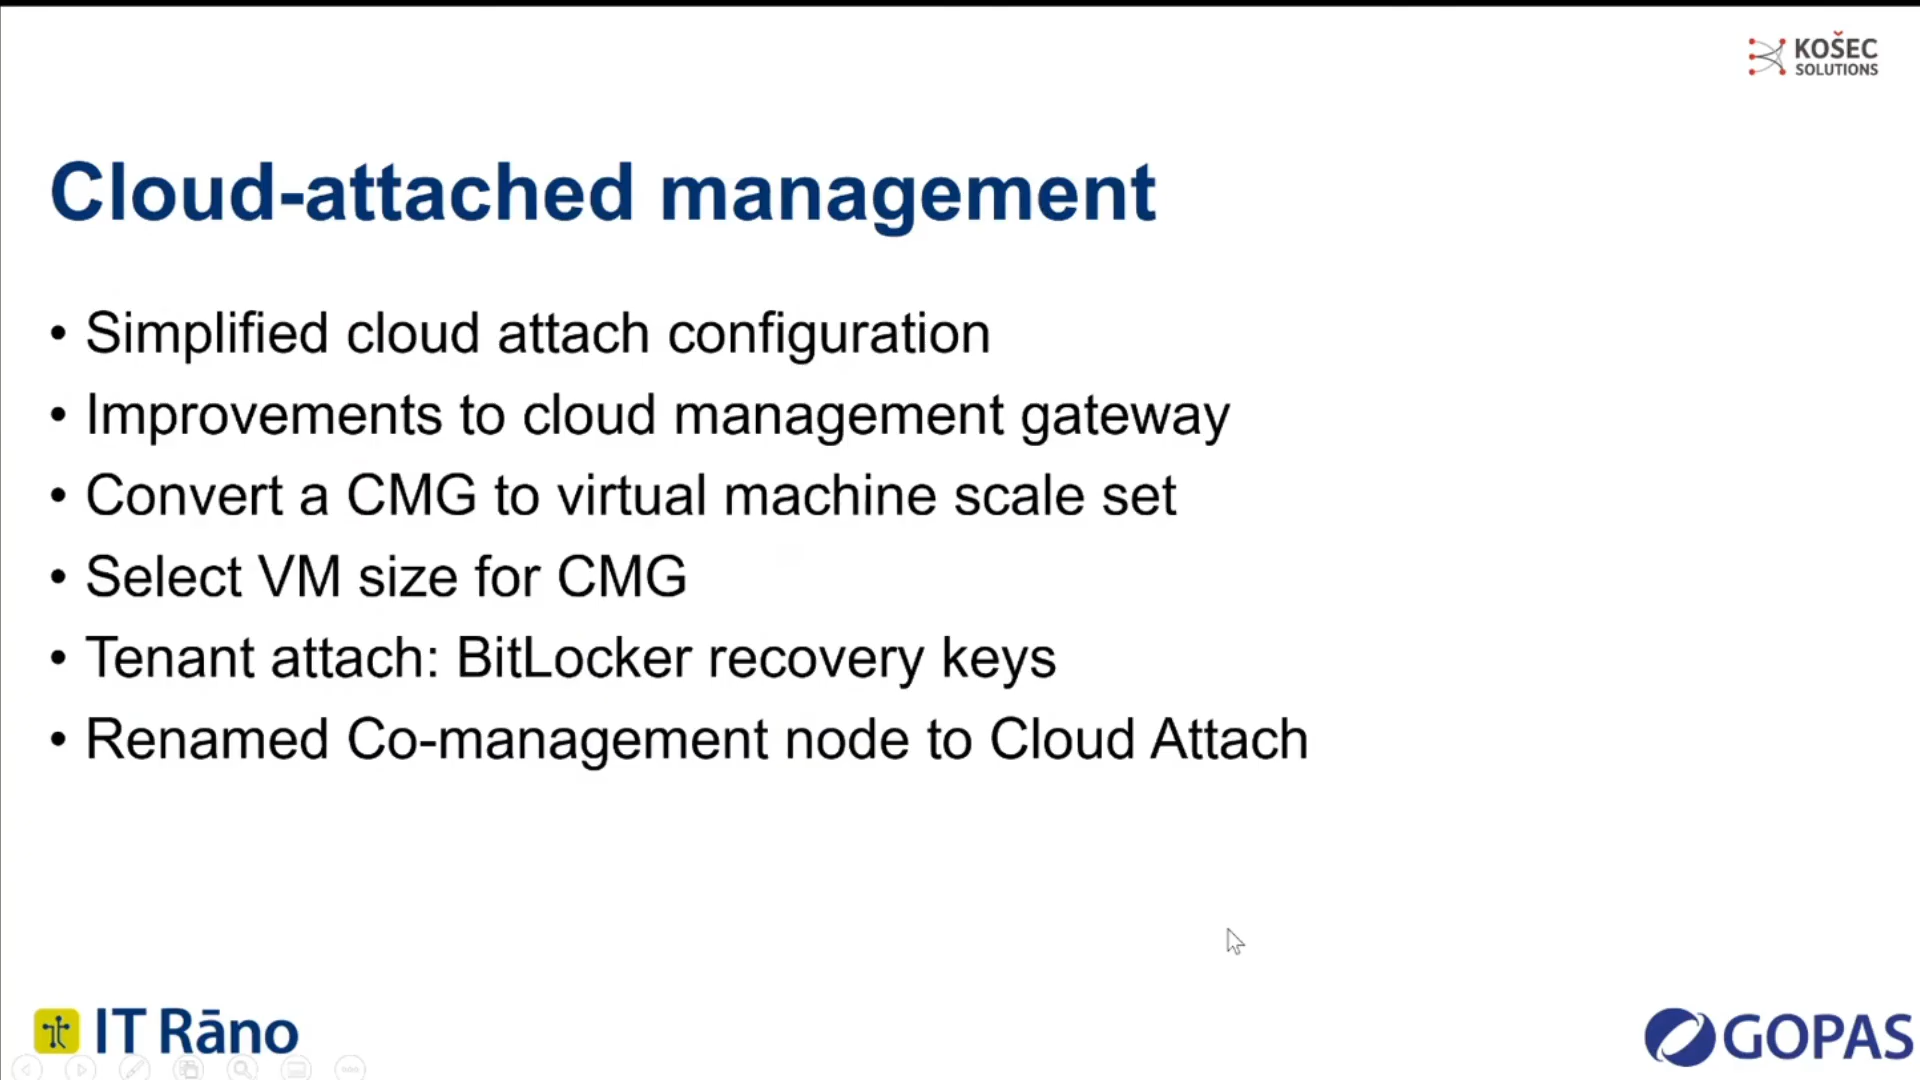 KOŠEC
SOLUTIONS
Cloud-attached management
• Simplified cloud attach configuration
• Improvements to cloud management gateway
• Convert a CMG to virtual machine scale set
• Select VM size for CMG
• Tenant attach: BitLocker recovery keys
• Renamed Co-management node to Cloud Attach
IT Rāno
GOPAS